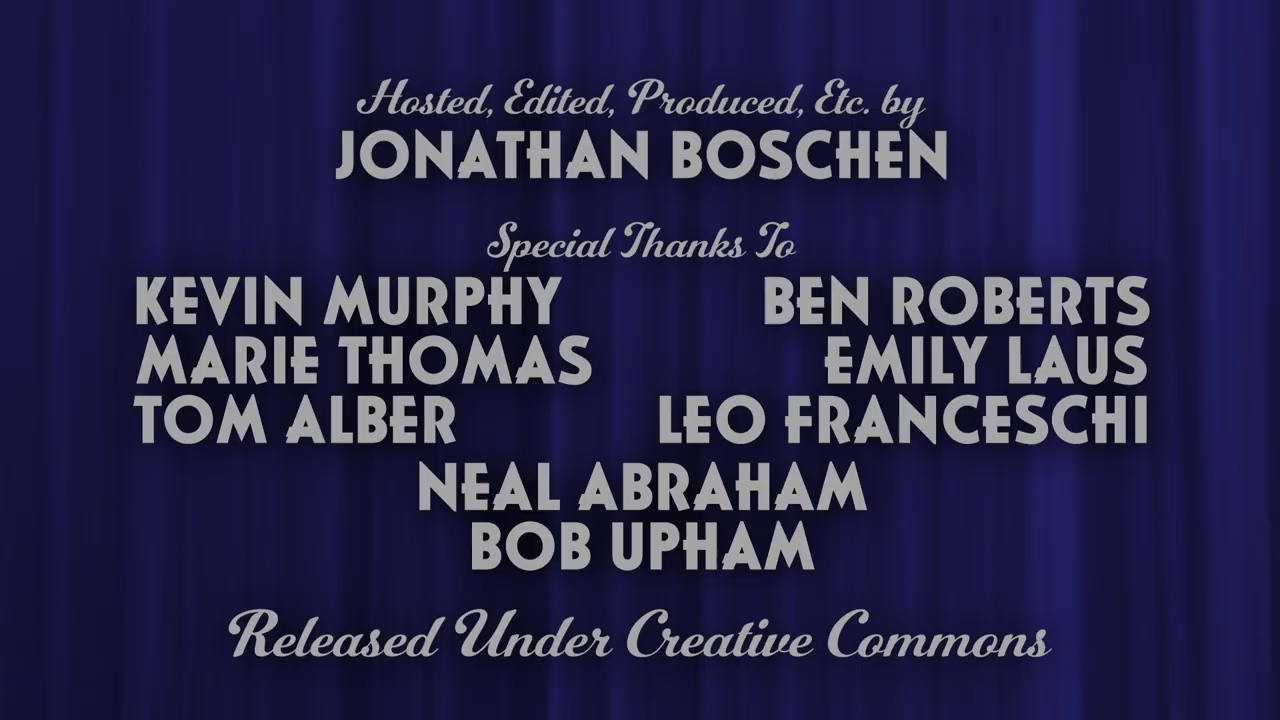 Hosted, Edited, Produced, Etc. by
JONATHAN BOSCHEN
Special Thanks To
KEVIN MURPHY BEN ROBERTS
MARIE THOMAS EMILY LAUS
TOM ALBER LEO FRANCESCHI
NEAL ABRAHAM
BOB UPHAM
Released Under Creative Commons